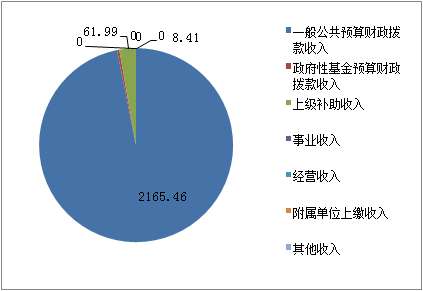 61.99
0
0
0
0
8.41
2165.46
一般公共预算财政拨
款收入
政府性基金预算财政
拨款收入
上级补助收入
事业收入
经营收入
附属单位上缴收入
其他收入